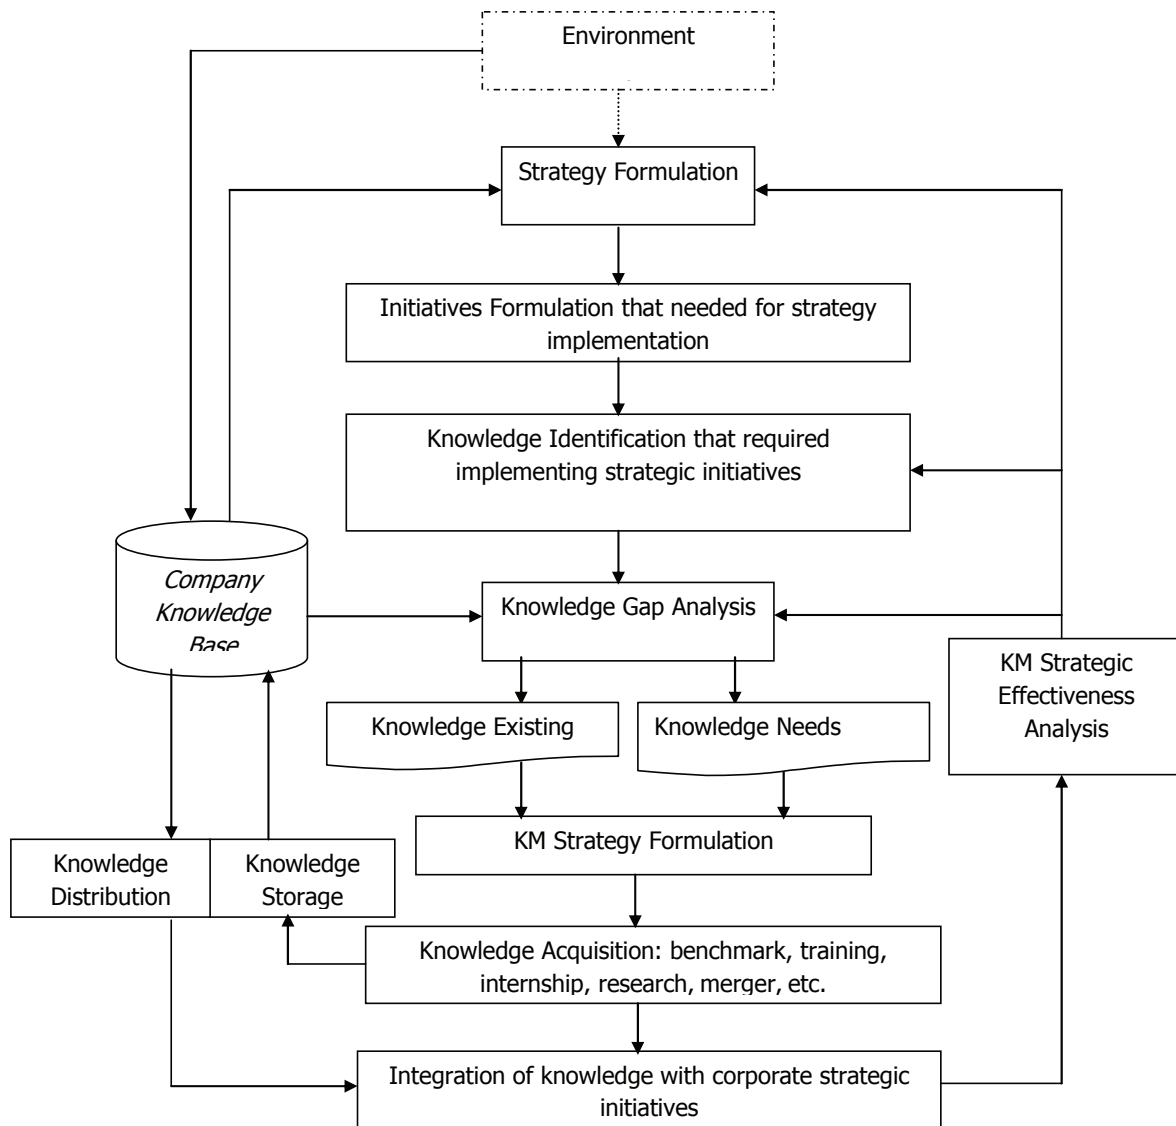 Environment
Strategy Formulation
Initiatives Formulation that needed for strategy
implementation
Knowledge Identification that required
implementing strategic initiatives
Company
Knowledge
Base
Knowledge Gap Analysis
KM Strategic
Effectiveness
Analysis
Knowledge Existing
Knowledge Needs
KM Strategy Formulation
Knowledge
Distribution
Knowledge
Storage
Knowledge Acquisition: benchmark, training,
internship, research, merger, etc.
Integration of knowledge with corporate strategic
initiatives